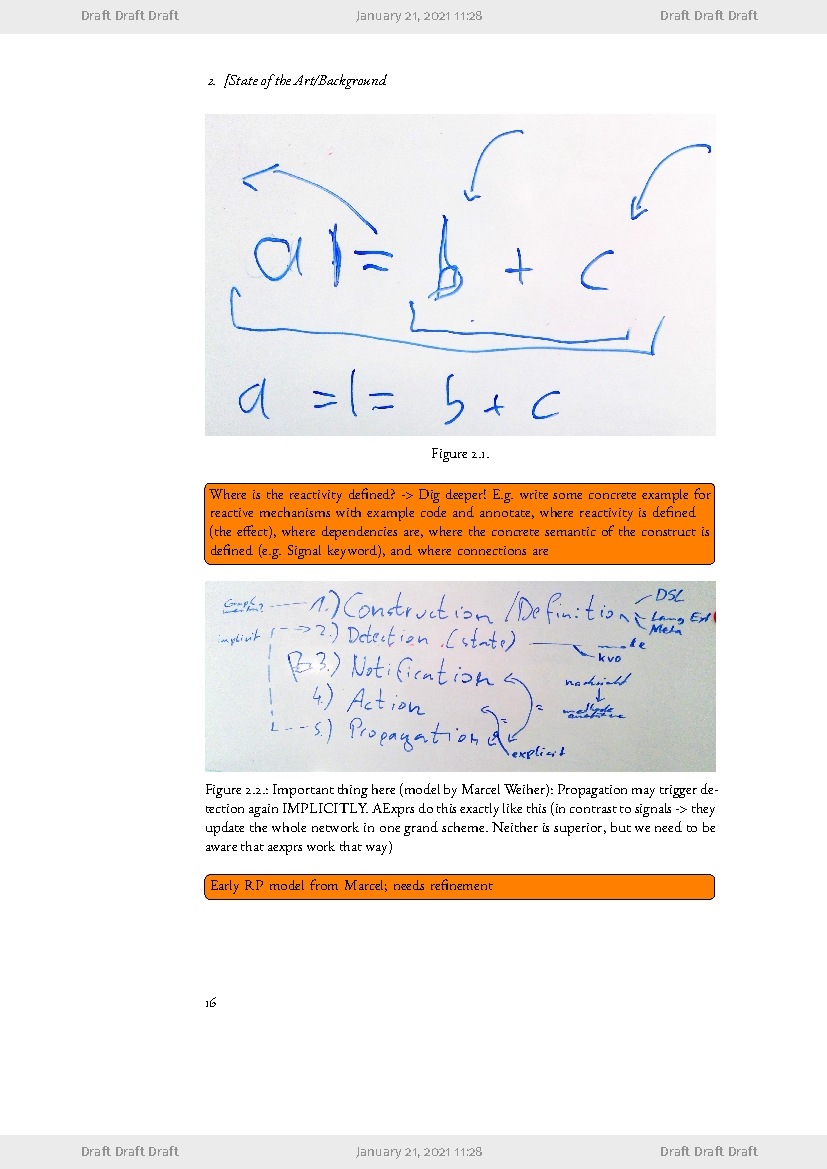 Draft Draft Draft January 21, 2021 11:28 Draft Draft Draft
2. [State of the Art/Background
a |= b + c
a =|= b + c
Figure 2.1.
Where is the reactivity defined? -> Dig deeper! E.g. write some concrete example for
reactive mechanisms with example code and annotate, where reactivity is defined
(the effect), where dependencies are, where the concrete semantic of the construct is
defined (e.g. Signal keyword), and where connections are
1.) Construction / Definition
DSL
Lang Ext
Meta
implicit
2.) Detection (state)
kvo
3.) Notification
nachricht
4.) Action
5.) Propagation
explicit
Figure 2.2.: Important thing here (model by Marcel Weiher): Propagation may trigger de-
tection again IMPLICITLY. AExprs do this exactly like this (in contrast to signals -> they
update the whole network in one grand scheme. Neither is superior, but we need to be
aware that aexprs work that way)
Early RP model from Marcel; needs refinement
16
Draft Draft Draft January 21, 2021 11:28 Draft Draft Draft